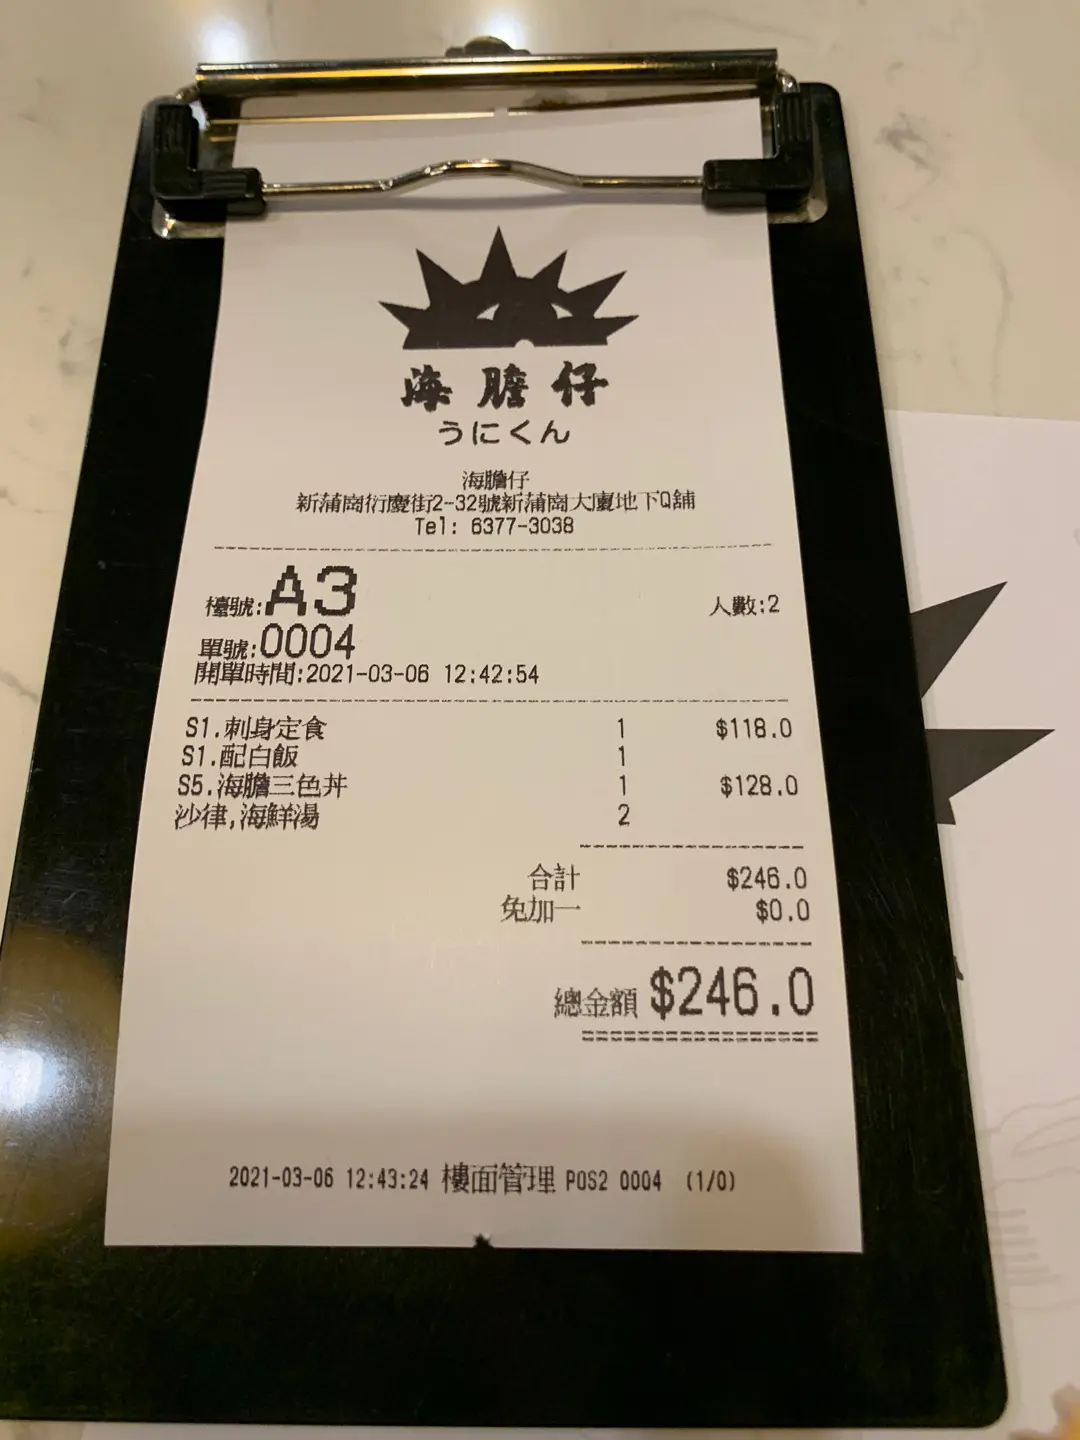 海膽仔
うにくん
海膽仔
新蒲崗衍慶街2-32號新蒲崗大廈地下Q舖
Tel: 6377-3038
檯號:A3 人數:2
單號:0004
開單時間:2021-03-06 12:42:54
S1.刺身定食 1 $118.0
S1.配白飯 1
S5.海膽三色丼 1 $128.0
沙律,海鮮湯 2
合計 $246.0
免加一 $0.0
總金額 $246.0
2021-03-06 12:43:24 樓面管理 POS2 0004 (1/0)